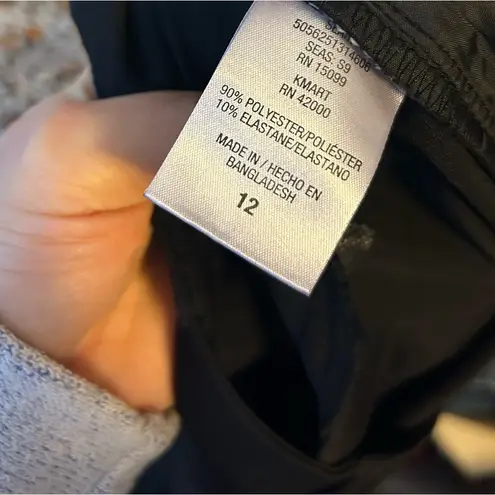 5056251314606
SEAS: S9
RN 15099
KMART
RN 42000
90% POLYESTER/POLIÉSTER
10% ELASTANE/ELASTANO
MADE IN / HECHO EN
BANGLADESH
12